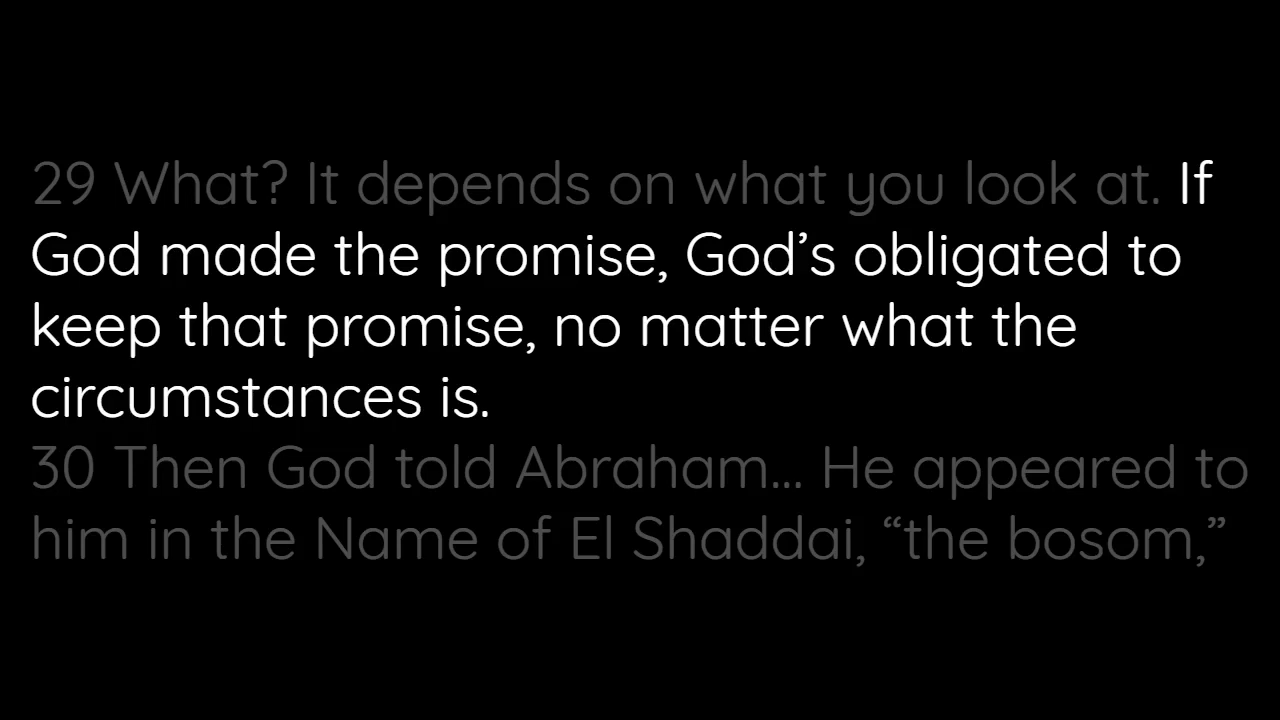 29 What? It depends on what you look at. If
God made the promise, God’s obligated to
keep that promise, no matter what the
circumstances is.
30 Then God told Abraham... He appeared to
him in the Name of El Shaddai, “the bosom,”